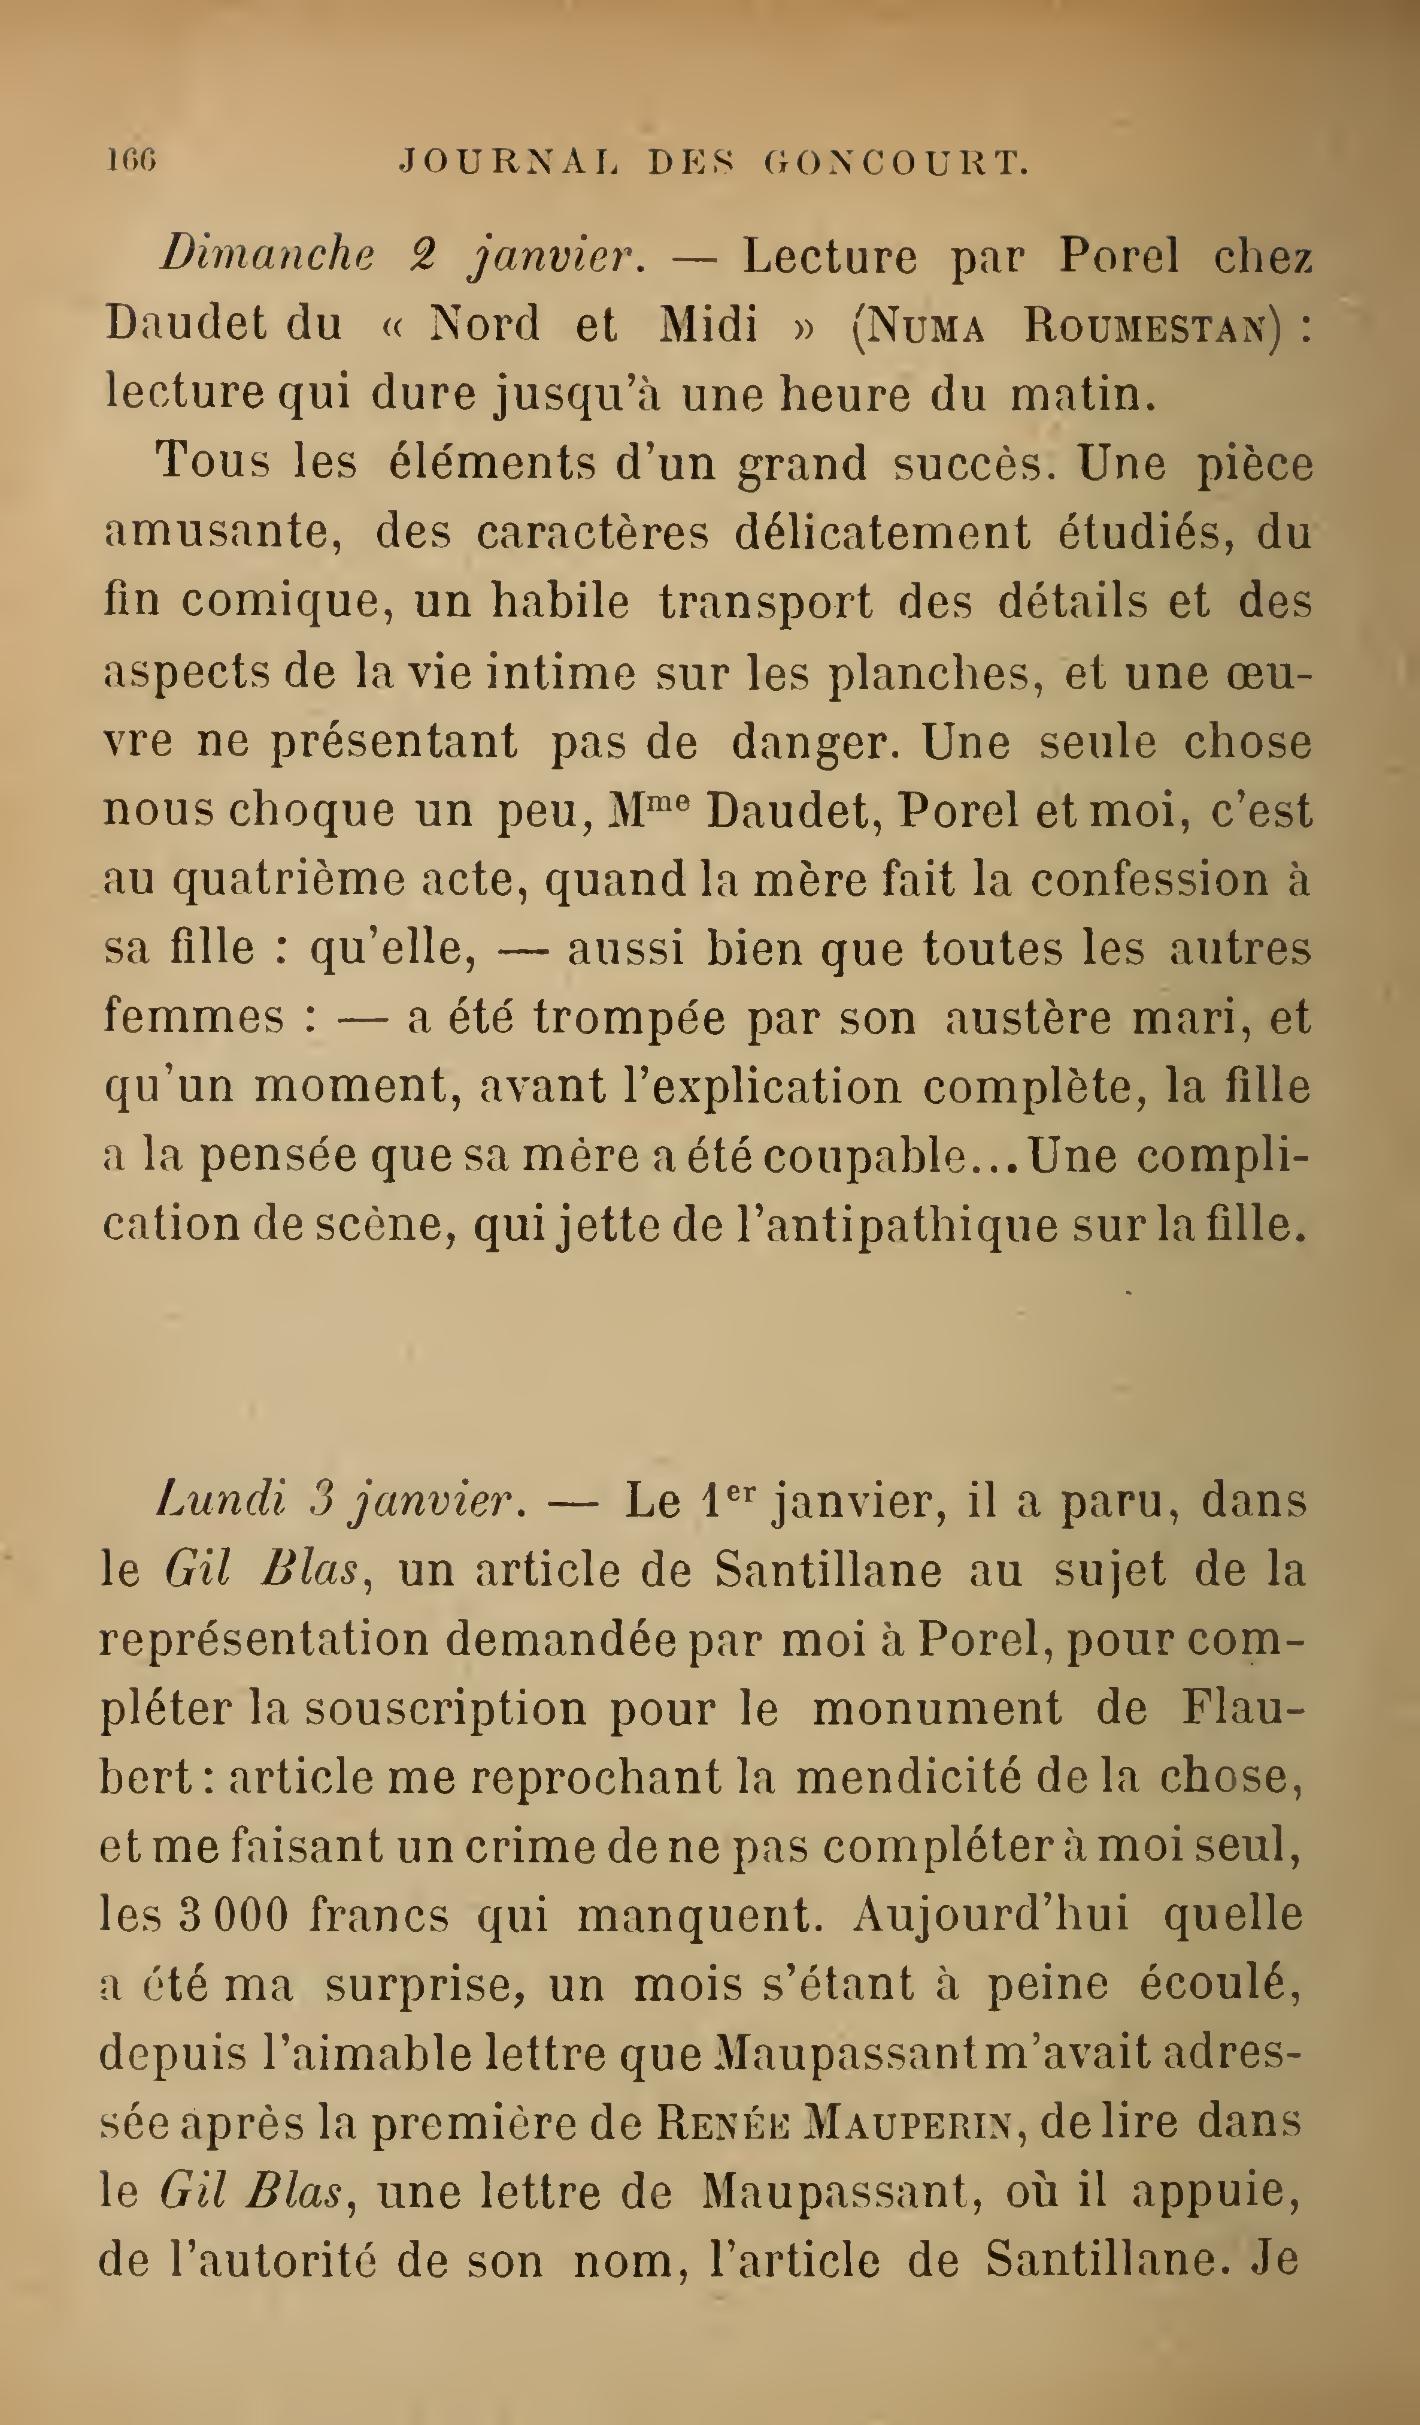 166 JOURNAL DES GONCOURT.
Dimanche 2 janvier. — Lecture par Porel chez
Daudet du « Nord et Midi » (NUMA ROUMESTAN) :
lecture qui dure jusqu'à une heure du matin.
Tous les éléments d'un grand succès. Une pièce
amusante, des caractères délicatement étudiés, du
fin comique, un habile transport des détails et des
aspects de la vie intime sur les planches, et une œu-
vre ne présentant pas de danger. Une seule chose
nous choque un peu, Mme Daudet, Porel et moi, c'est
au quatrième acte, quand la mère fait la confession à
sa fille : qu'elle, — aussi bien que toutes les autres
femmes : — a été trompée par son austère mari, et
qu'un moment, avant l'explication complète, la fille
a la pensée que sa mère a été coupable... Une compli-
cation de scène, qui jette de l'antipathique sur la fille.
Lundi 3 janvier. — Le 1er janvier, il a paru, dans
le Gil Blas, un article de Santillane au sujet de la
représentation demandée par moi à Porel, pour com-
pléter la souscription pour le monument de Flau-
bert : article me reprochant la mendicité de la chose,
et me faisant un crime de ne pas compléter à moi seul,
les 3 000 francs qui manquent. Aujourd'hui quelle
a été ma surprise, un mois s'étant à peine écoulé,
depuis l'aimable lettre que Maupassant m'avait adres-
sée après la première de RENÉE MAUPERIN, de lire dans
le Gil Blas, une lettre de Maupassant, où il appuie,
de l'autorité de son nom, l'article de Santillane. Je